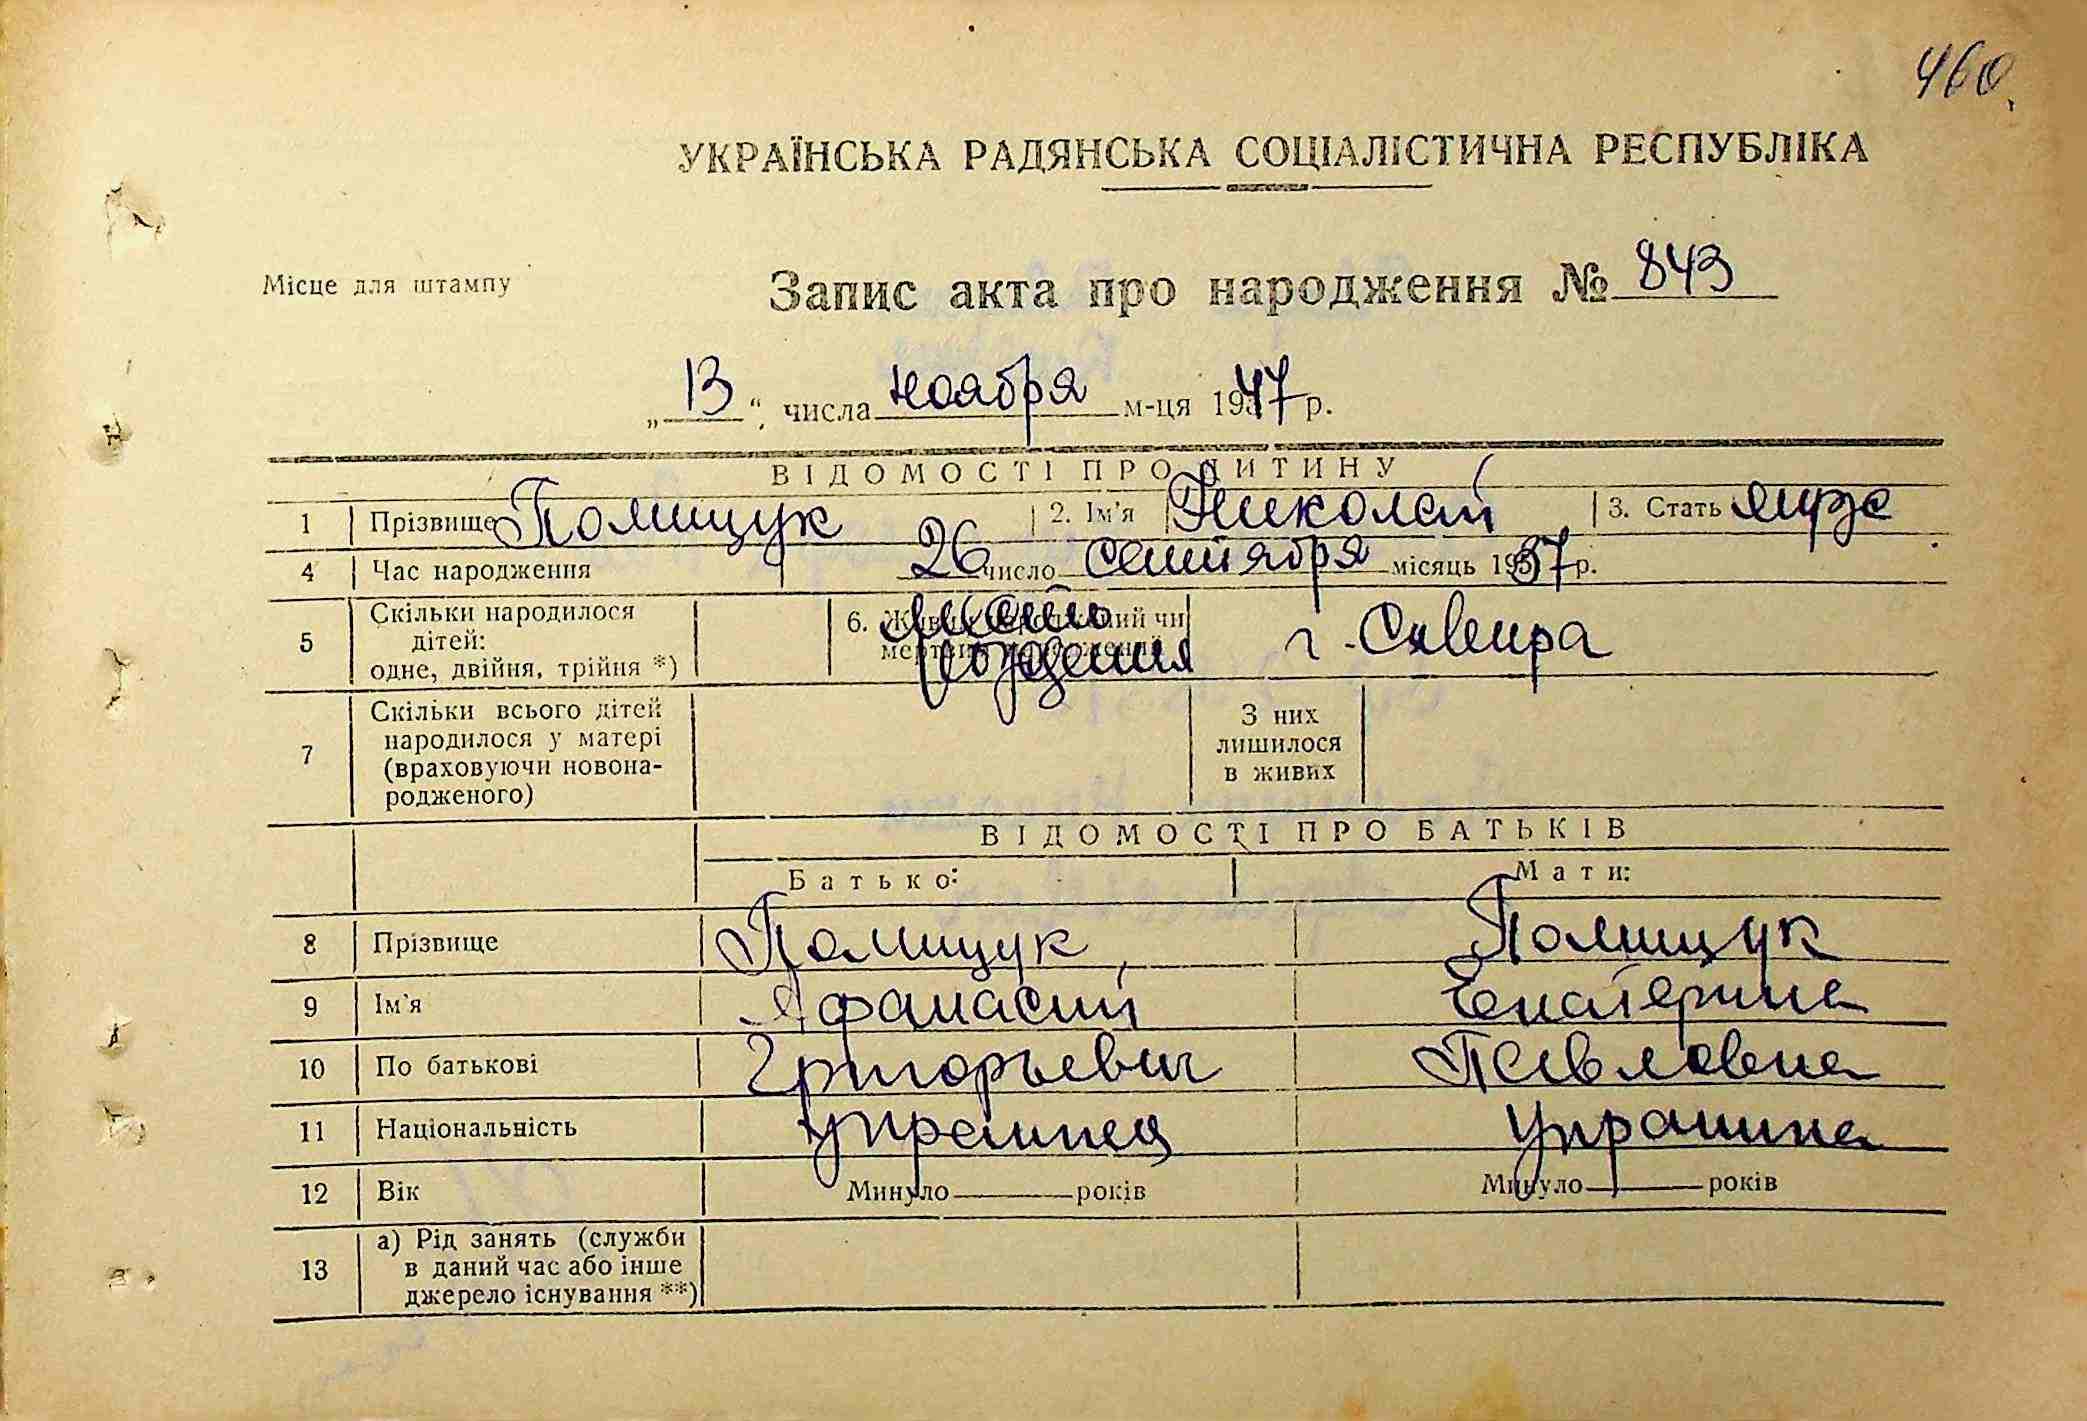 460.
УКРАЇНСЬКА РАДЯНСЬКА СОЦІАЛІСТИЧНА РЕСПУБЛІКА
Місце для штампу
Запис акта про народження № 843
„ 13 “, числа ноября м-ця 1947 р.
ВІДОМОСТІ ПРО ДИТИНУ
1 Прізвище Полищук 2. Ім'я Николай 3. Стать муже
4 Час народження 26 число сентября місяць 1937 р.
5 Скільки народилося дітей: одне, двійня, трійня *) 6. Живим народжений чи мертвим народжений место рождения г. Сквира
7 Скільки всього дітей народилося у матері (враховуючи новонародженого) З них лишилося в живих
ВІДОМОСТІ ПРО БАТЬКІВ
Батько: Мати:
8 Прізвище Полищук Полищук
9 Ім'я Афанасий Екатерина
10 По батькові Григорьевич Павловна
11 Національність украинец украинка
12 Вік Минуло років Минуло років
13 а) Рід занять (служби в даний час або інше джерело існування **)